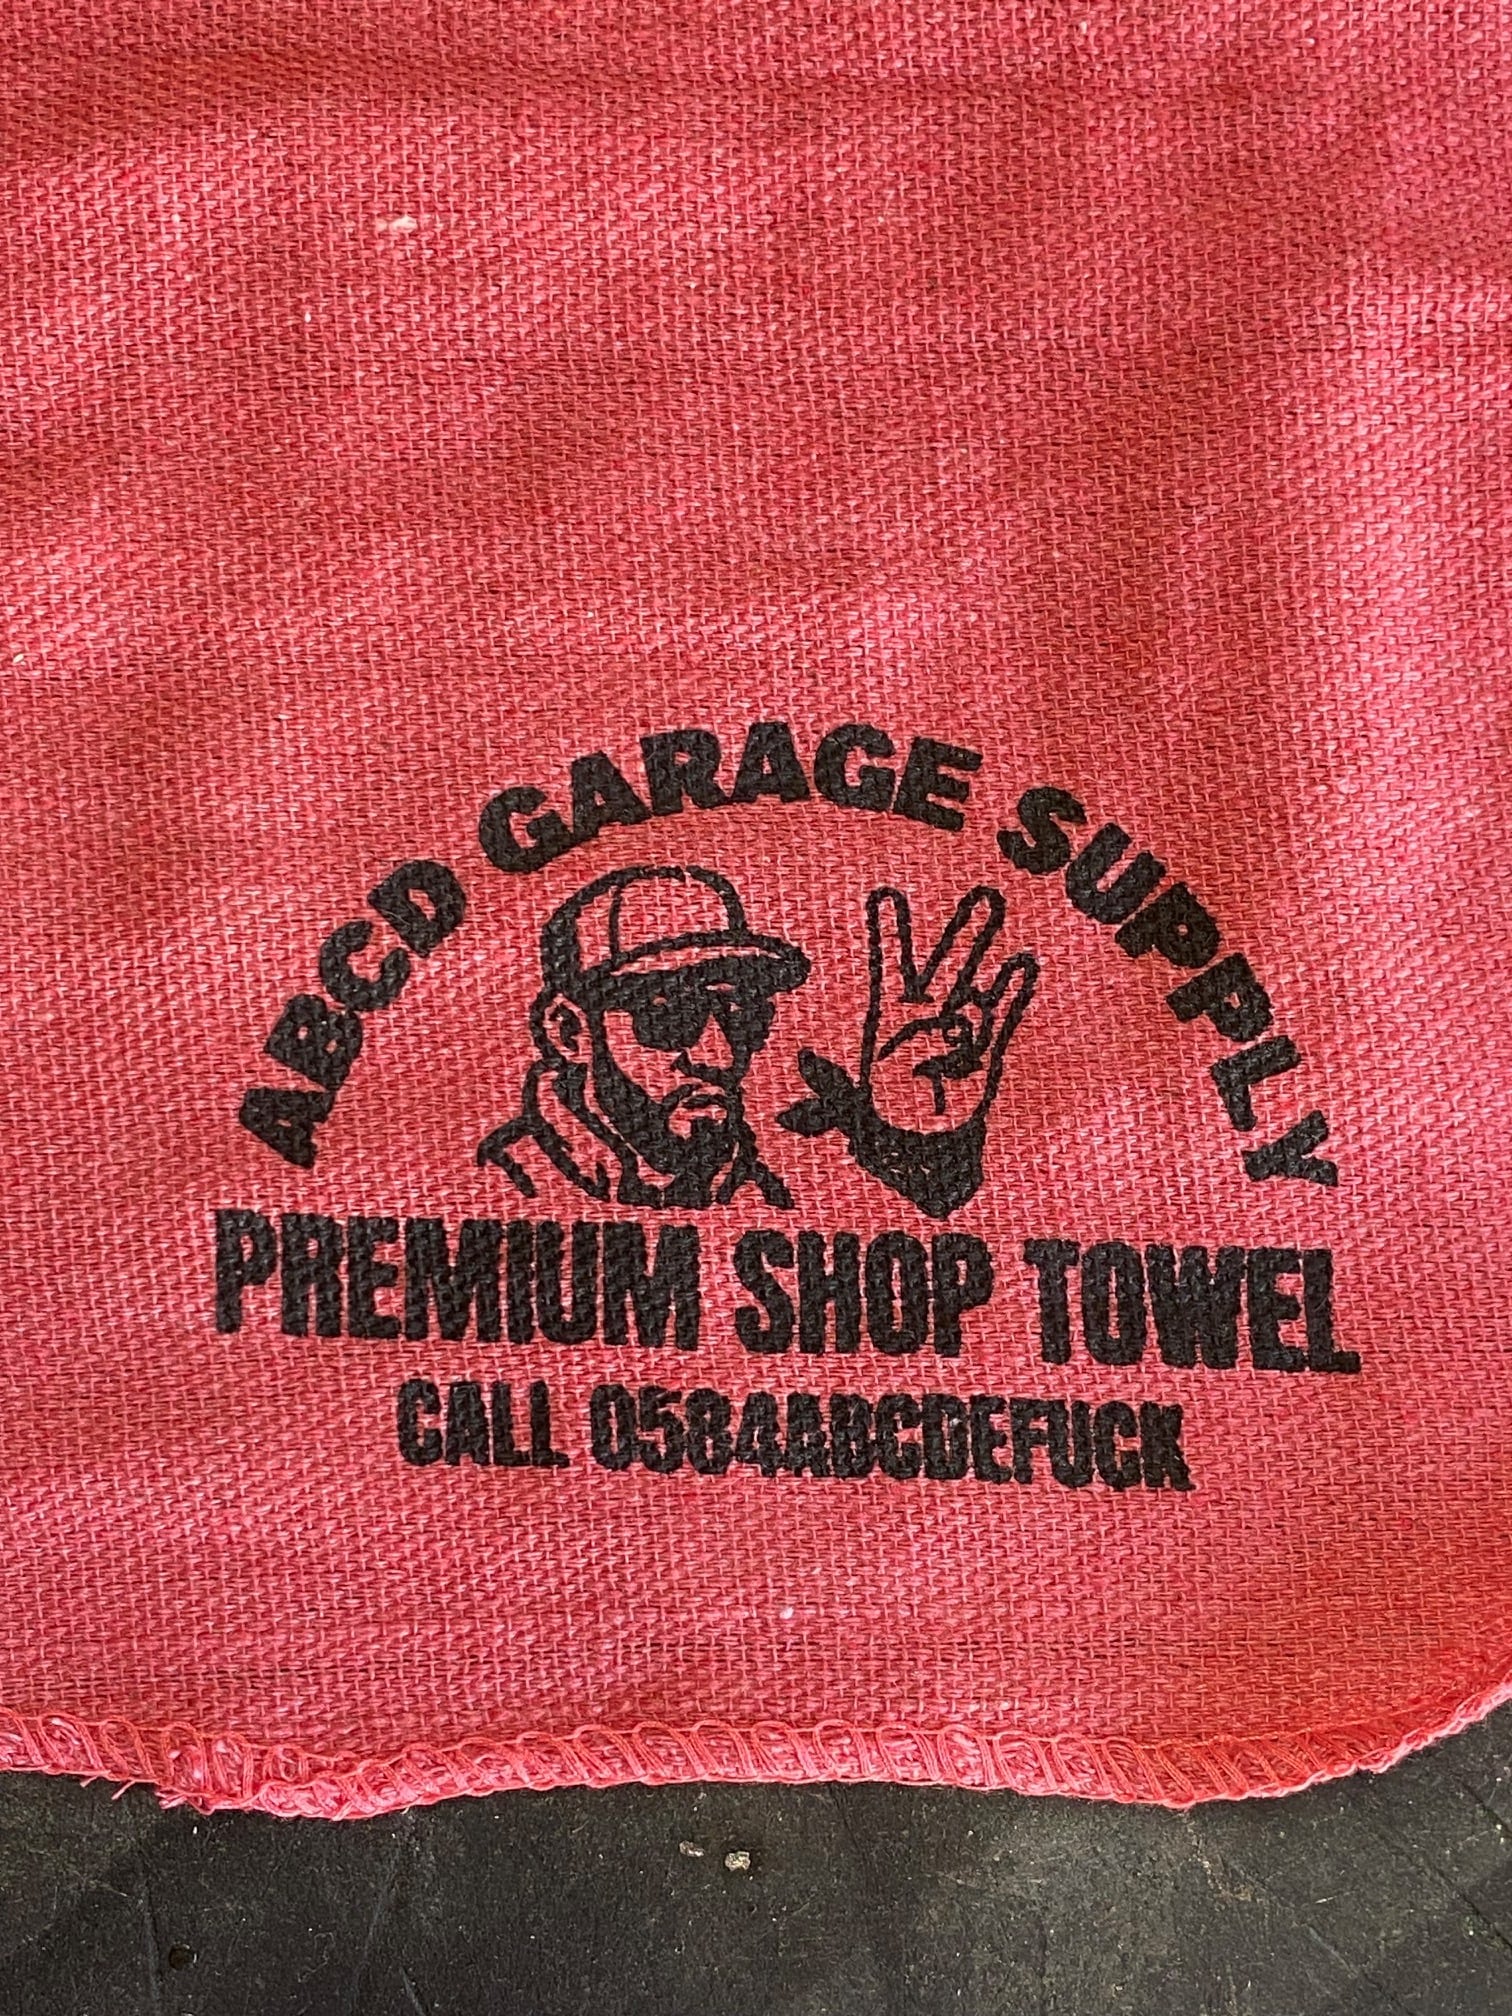 ABCD GARAGE SUPPLY
PREMIUM SHOP TOWEL
CALL 0584ABCDEFUCK